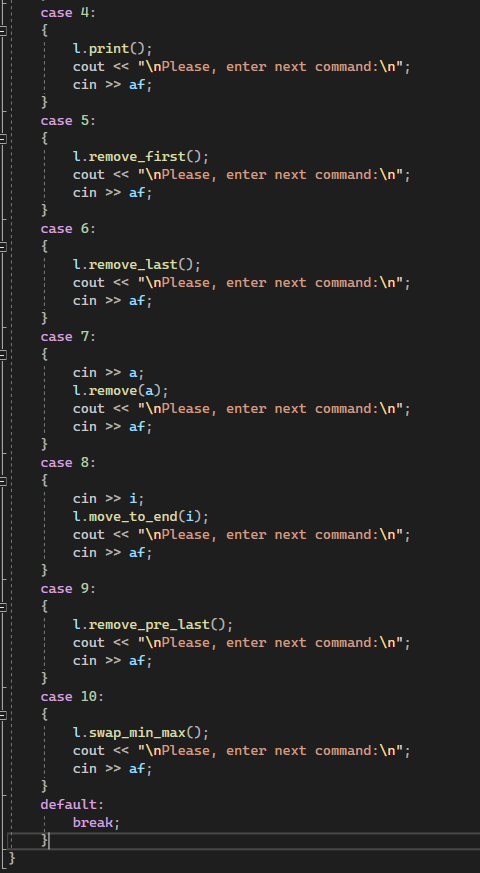 case 4:
{
l.print();
cout << "\nPlease, enter next command:\n";
cin >> af;
}
case 5:
{
l.remove_first();
cout << "\nPlease, enter next command:\n";
cin >> af;
}
case 6:
{
l.remove_last();
cout << "\nPlease, enter next command:\n";
cin >> af;
}
case 7:
{
cin >> a;
l.remove(a);
cout << "\nPlease, enter next command:\n";
cin >> af;
}
case 8:
{
cin >> i;
l.move_to_end(i);
cout << "\nPlease, enter next command:\n";
cin >> af;
}
case 9:
{
l.remove_pre_last();
cout << "\nPlease, enter next command:\n";
cin >> af;
}
case 10:
{
l.swap_min_max();
cout << "\nPlease, enter next command:\n";
cin >> af;
}
default:
break;
}
}